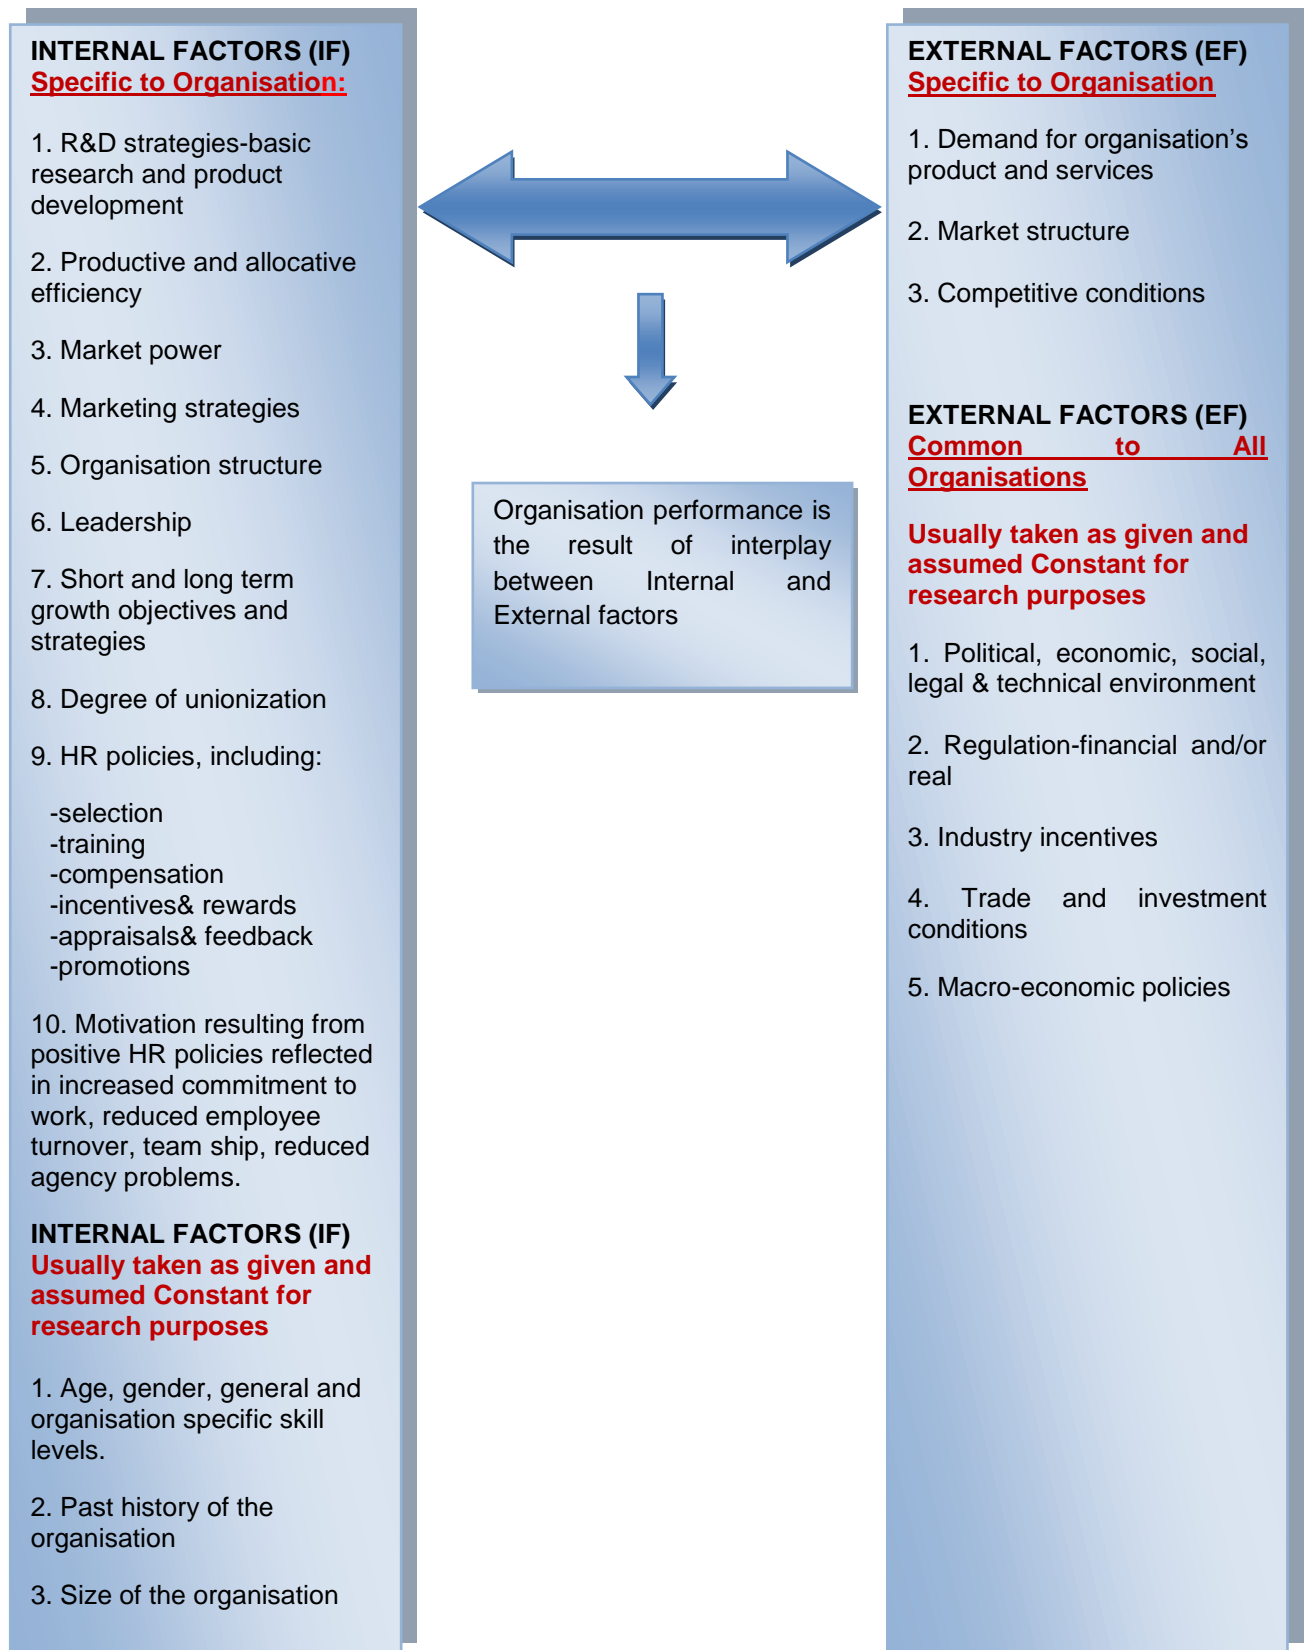 INTERNAL FACTORS (IF)
Specific to Organisation:
1. R&D strategies-basic
research and product
development
2. Productive and allocative
efficiency
3. Market power
4. Marketing strategies
5. Organisation structure
6. Leadership
7. Short and long term
growth objectives and
strategies
8. Degree of unionization
9. HR policies, including:
-selection
-training
-compensation
-incentives& rewards
-appraisals& feedback
-promotions
10. Motivation resulting from
positive HR policies reflected
in increased commitment to
work, reduced employee
turnover, team ship, reduced
agency problems.
INTERNAL FACTORS (IF)
Usually taken as given and
assumed Constant for
research purposes
1. Age, gender, general and
organisation specific skill
levels.
2. Past history of the
organisation
3. Size of the organisation
Organisation performance is
the result of interplay
between Internal and
External factors
EXTERNAL FACTORS (EF)
Specific to Organisation
1. Demand for organisation's
product and services
2. Market structure
3. Competitive conditions
EXTERNAL FACTORS (EF)
Common to All
Organisations
Usually taken as given and
assumed Constant for
research purposes
1. Political, economic, social,
legal & technical environment
2. Regulation-financial and/or
real
3. Industry incentives
4. Trade and investment
conditions
5. Macro-economic policies